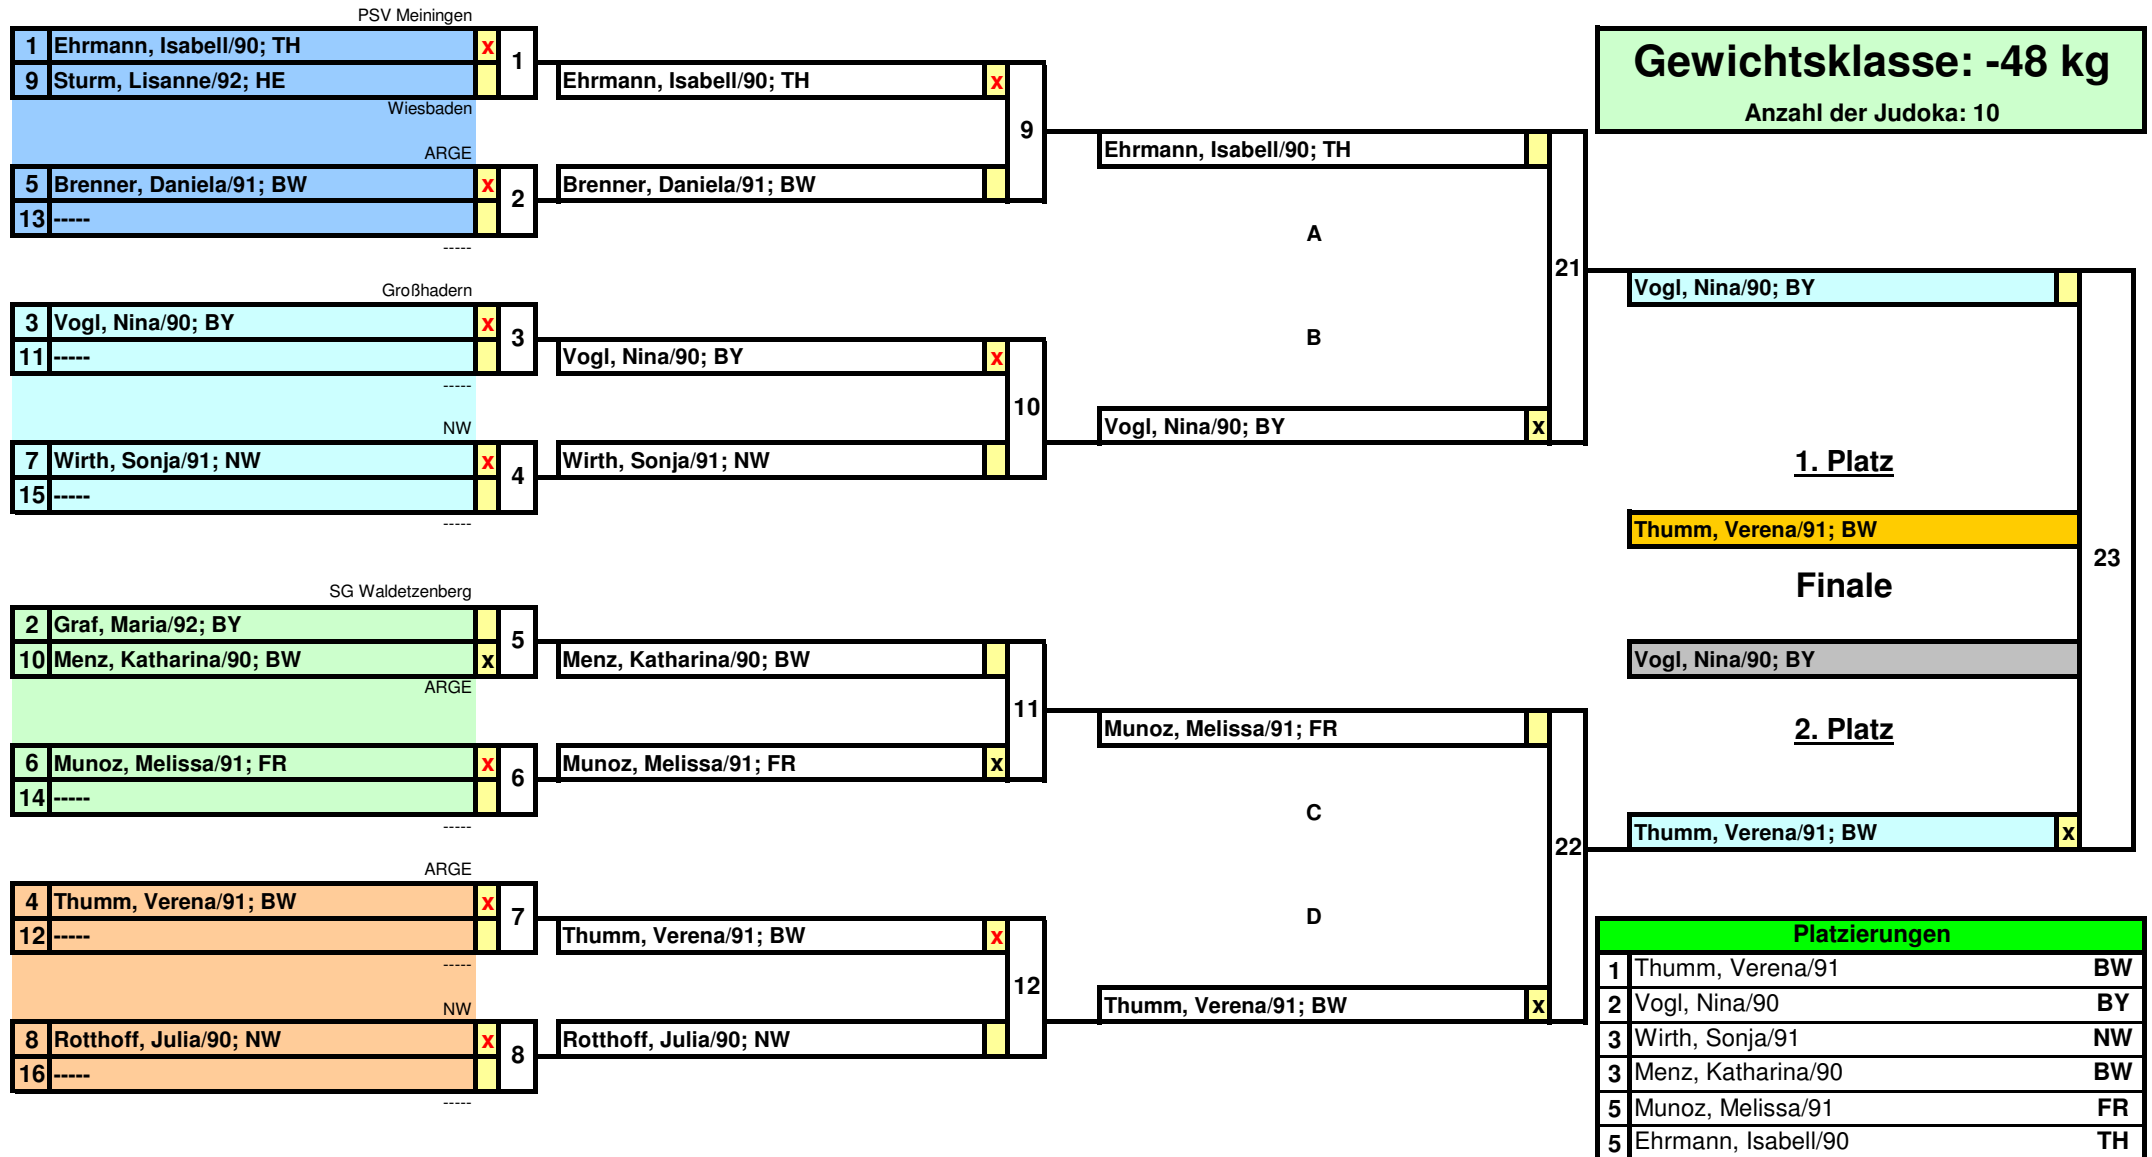 PSV Meiningen
1 Ehrmann, Isabell/90; TH x
9 Sturm, Lisanne/92; HE
1
Wiesbaden
ARGE
5 Brenner, Daniela/91; BW x
13 -----
2
-----
Großhadern
3 Vogl, Nina/90; BY x
11 -----
3
-----
NW
7 Wirth, Sonja/91; NW x
15 -----
4
-----
SG Waldetzenberg
2 Graf, Maria/92; BY
10 Menz, Katharina/90; BW x
5
ARGE
6 Munoz, Melissa/91; FR x
14 -----
6
-----
ARGE
4 Thumm, Verena/91; BW x
12 -----
7
-----
NW
8 Rotthoff, Julia/90; NW x
16 -----
8
-----
Ehrmann, Isabell/90; TH x
9
Brenner, Daniela/91; BW
Vogl, Nina/90; BY x
10
Wirth, Sonja/91; NW
Menz, Katharina/90; BW
11
Munoz, Melissa/91; FR x
Thumm, Verena/91; BW x
12
Rotthoff, Julia/90; NW
Ehrmann, Isabell/90; TH
A
21
B
Vogl, Nina/90; BY x
Munoz, Melissa/91; FR
C
22
D
Thumm, Verena/91; BW x
Gewichtsklasse: -48 kg
Anzahl der Judoka: 10
Vogl, Nina/90; BY
1. Platz
Thumm, Verena/91; BW
23
Finale
Vogl, Nina/90; BY
2. Platz
Thumm, Verena/91; BW x
Platzierungen
1 Thumm, Verena/91 BW
2 Vogl, Nina/90 BY
3 Wirth, Sonja/91 NW
3 Menz, Katharina/90 BW
5 Munoz, Melissa/91 FR
5 Ehrmann, Isabell/90 TH